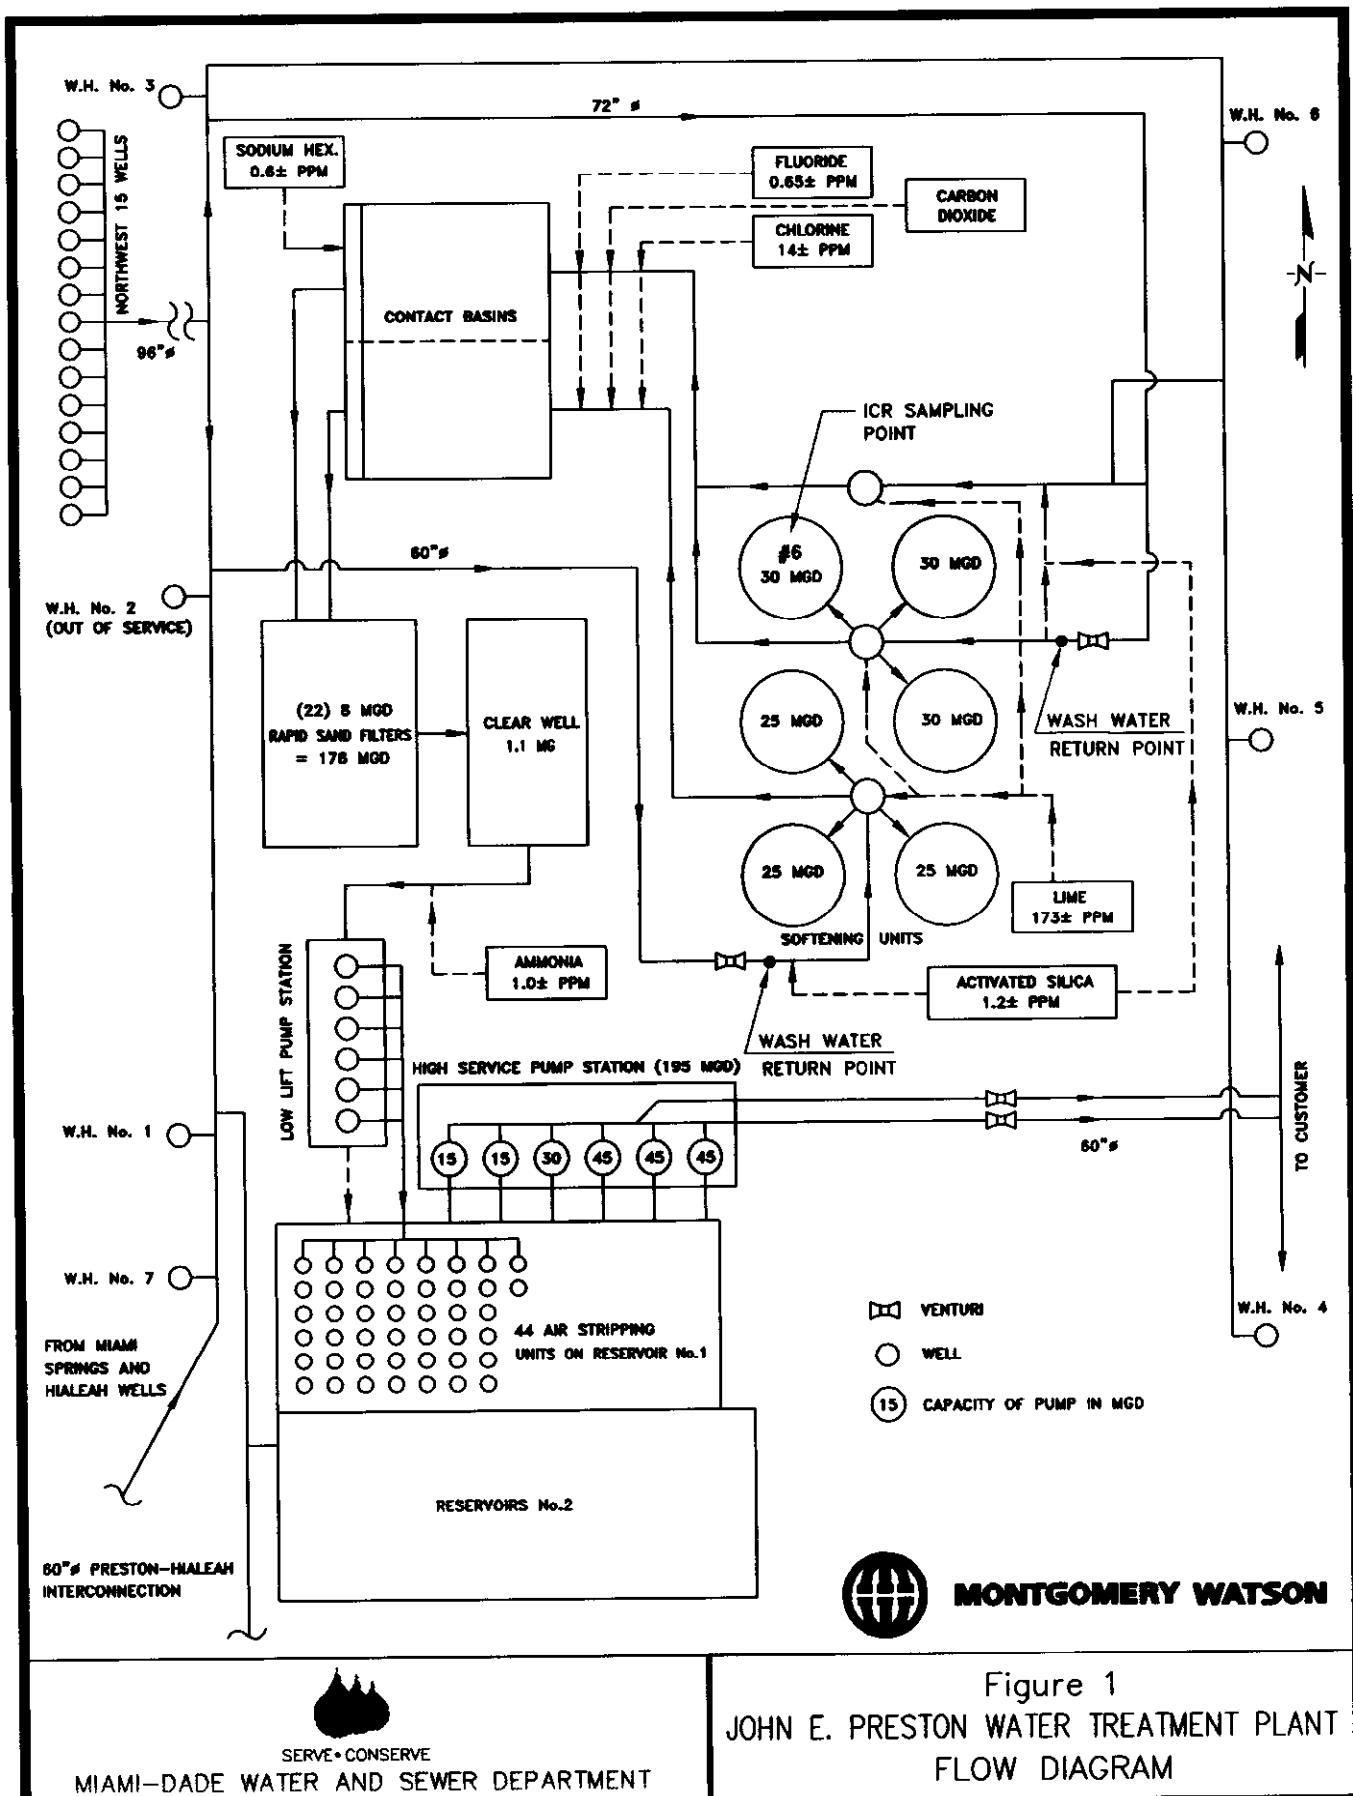 W.H. No. 3
72" ø
W.H. No. 6
SODIUM HEX.
0.6± PPM
FLUORIDE
0.65± PPM
CARBON
DIOXIDE
CHLORINE
14± PPM
NORTHWEST 15 WELLS
N
CONTACT BASINS
96"ø
ICR SAMPLING
POINT
60"ø
#6
30 MGD
30 MGD
W.H. No. 2
(OUT OF SERVICE)
(22) 8 MGD
RAPID SAND FILTERS
= 176 MGD
CLEAR WELL
1.1 MG
25 MGD
30 MGD
WASH WATER
RETURN POINT
W.H. No. 5
25 MGD
25 MGD
LIME
173± PPM
SOFTENING UNITS
LOW LIFT PUMP STATION
AMMONIA
1.0± PPM
ACTIVATED SILICA
1.2± PPM
WASH WATER
RETURN POINT
HIGH SERVICE PUMP STATION (195 MGD)
W.H. No. 1
15
15
30
45
45
45
60"ø
TO CUSTOMER
W.H. No. 7
VENTURI
W.H. No. 4
44 AIR STRIPPING
UNITS ON RESERVOIR No.1
FROM MIAMI
SPRINGS AND
HIALEAH WELLS
WELL
15 CAPACITY OF PUMP IN MGD
RESERVOIRS No.2
60"ø PRESTON-HIALEAH
INTERCONNECTION
MONTGOMERY WATSON
SERVE•CONSERVE
MIAMI-DADE WATER AND SEWER DEPARTMENT
Figure 1
JOHN E. PRESTON WATER TREATMENT PLANT
FLOW DIAGRAM